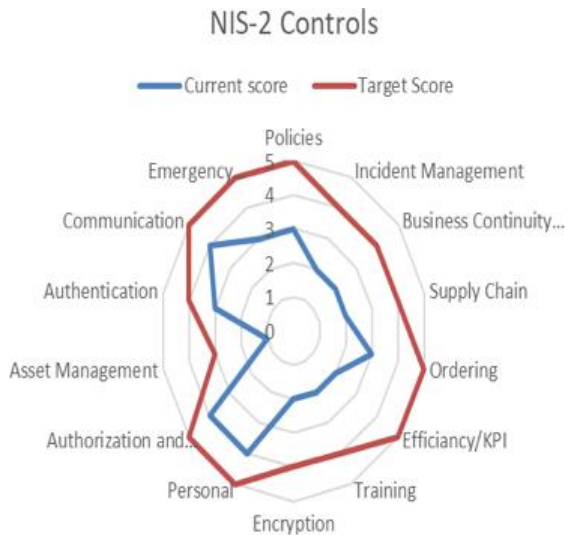 NIS-2 Controls
Current score
Target Score
Policies
Incident Management
Business Continuity...
Supply Chain
Ordering
Efficiancy/KPI
Training
Encryption
Personal
Authorization and...
Asset Management
Authentication
Communication
Emergency
5
4
3
2
1
0